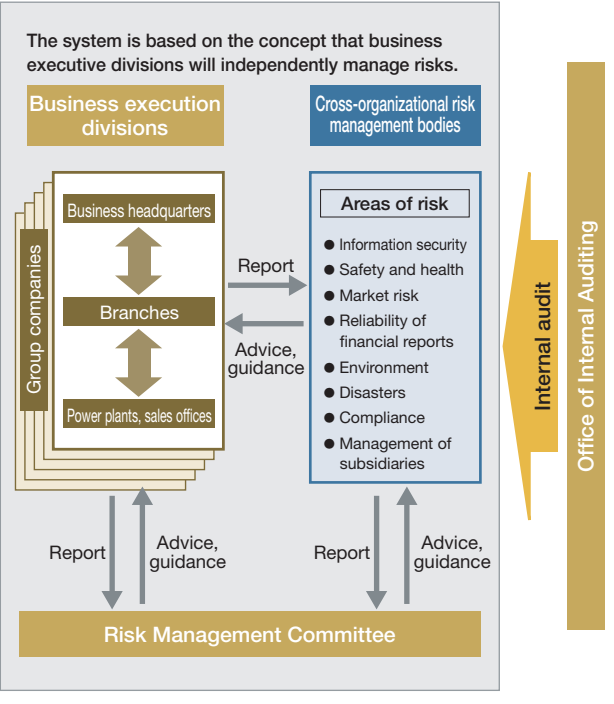 The system is based on the concept that business
executive divisions will independently manage risks.
Business execution
divisions
Cross-organizational risk
management bodies
Group companies
Business headquarters
Branches
Power plants, sales offices
Report
Advice,
guidance
Areas of risk
● Information security
● Safety and health
● Market risk
● Reliability of
financial reports
● Environment
● Disasters
● Compliance
● Management of
subsidiaries
Internal audit
Office of Internal Auditing
Report
Advice,
guidance
Report
Advice,
guidance
Risk Management Committee